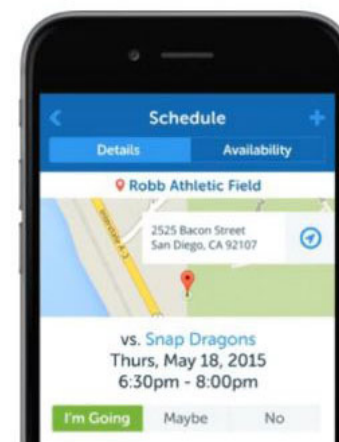 Schedule
Details Availability
Robb Athletic Field
2525 Bacon Street
San Diego, CA 92107
vs. Snap Dragons
Thurs, May 18, 2015
6:30pm - 8:00pm
I'm Going Maybe No